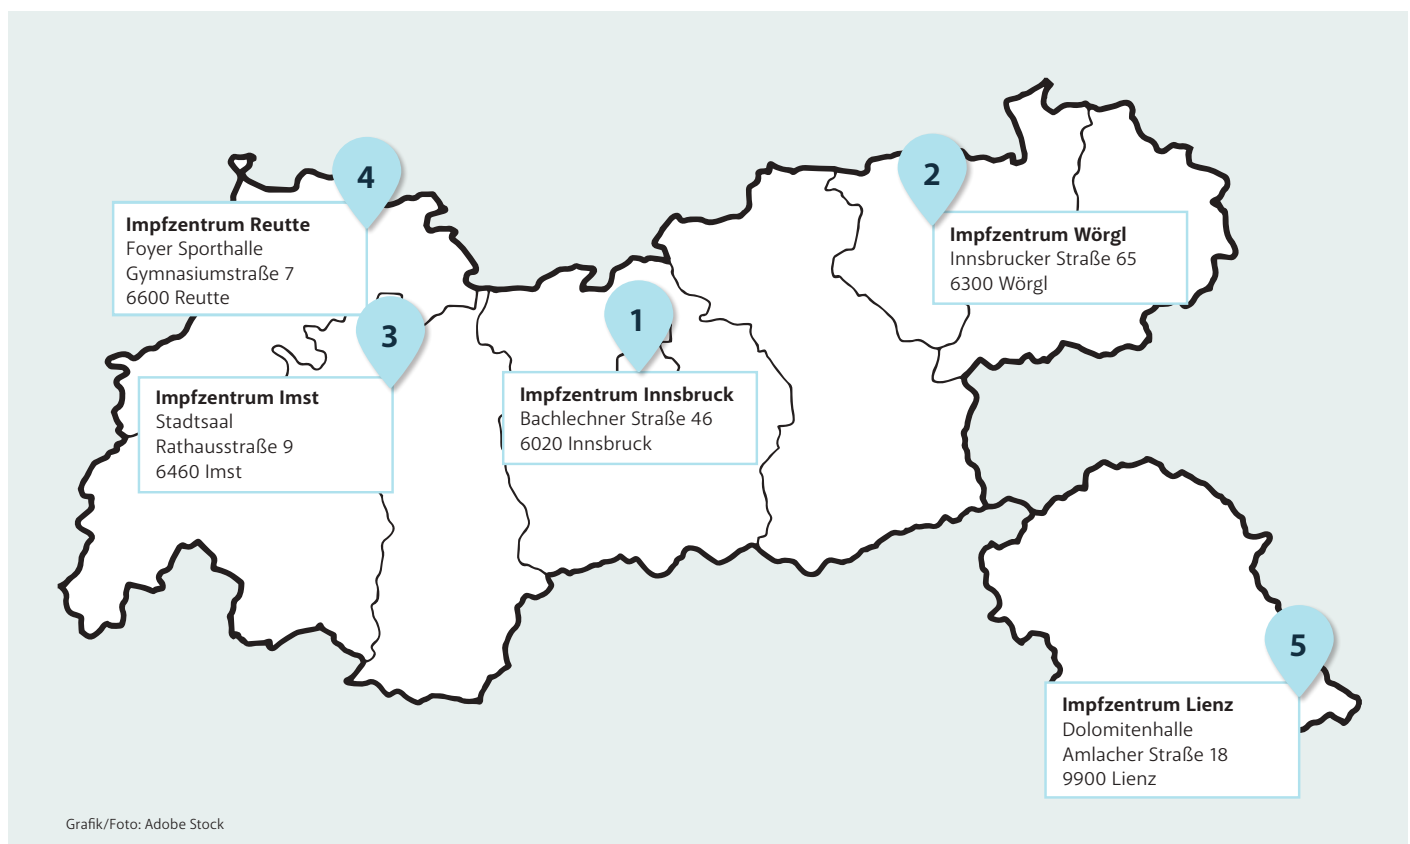 4
Impfzentrum Reutte
Foyer Sporthalle
Gymnasiumstraße 7
6600 Reutte
2
Impfzentrum Wörgl
Innsbrucker Straße 65
6300 Wörgl
3
Impfzentrum Imst
Stadtsaal
Rathausstraße 9
6460 Imst
1
Impfzentrum Innsbruck
Bachlechner Straße 46
6020 Innsbruck
5
Impfzentrum Lienz
Dolomitenhalle
Amlacher Straße 18
9900 Lienz
Grafik/Foto: Adobe Stock